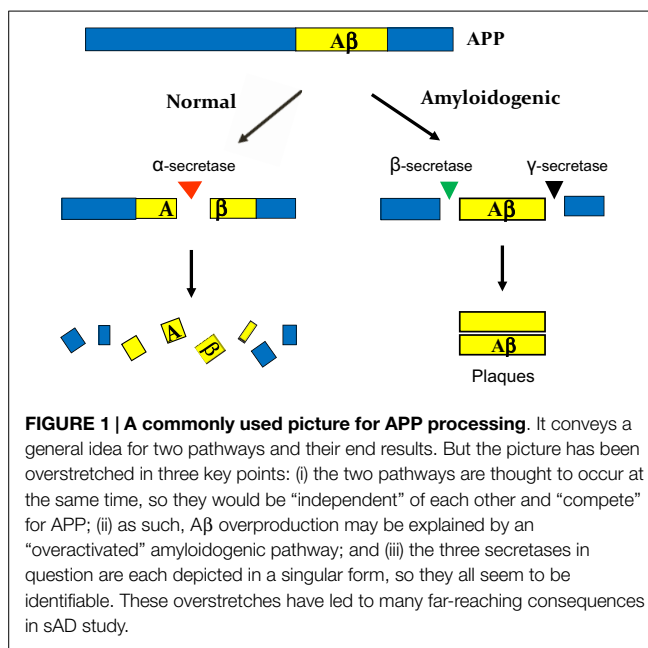 Aβ APP
Normal Amyloidogenic
α-secretase β-secretase γ-secretase
A β Aβ
A β Aβ
Plaques
FIGURE 1 | A commonly used picture for APP processing. It conveys a
general idea for two pathways and their end results. But the picture has been
overstretched in three key points: (i) the two pathways are thought to occur at
the same time, so they would be “independent” of each other and “compete”
for APP; (ii) as such, Aβ overproduction may be explained by an
“overactivated” amyloidogenic pathway; and (iii) the three secretases in
question are each depicted in a singular form, so they all seem to be
identifiable. These overstretches have led to many far-reaching consequences
in sAD study.